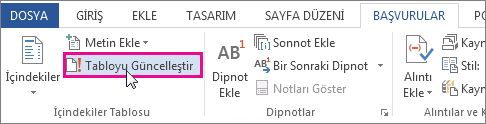 DOSYA GİRİŞ EKLE TASARIM SAYFA DÜZENİ BAŞVURULAR
İçindekiler
Metin Ekle
Tabloyu Güncelleştir
İçindekiler Tablosu
AB¹
Dipnot
Ekle
Sonnot Ekle
Bir Sonraki Dipnot
Notları Göster
Dipnotlar
Alıntı
Ekle
Stil:
Alıntılar ve K